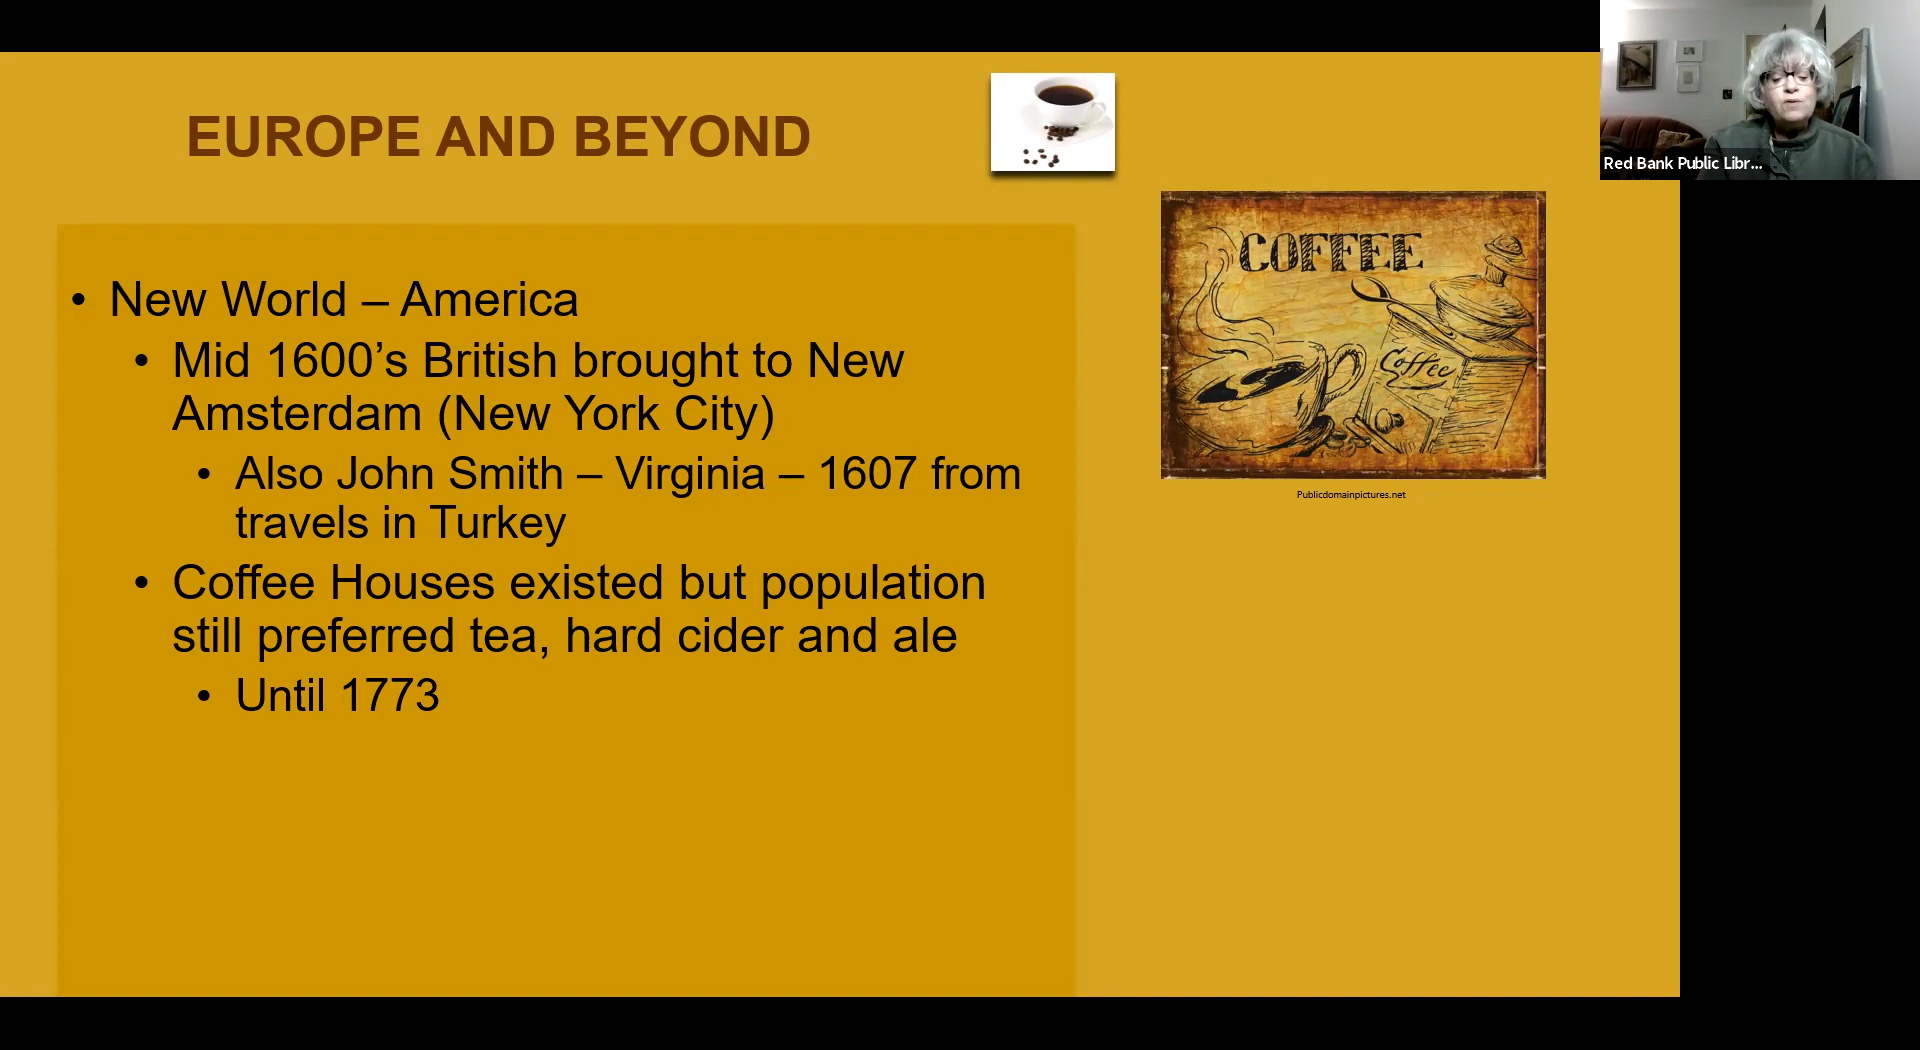 EUROPE AND BEYOND
Red Bank Public Libr...
COFFEE
Coffee
Publicdomainpictures.net
• New World – America
• Mid 1600’s British brought to New
Amsterdam (New York City)
• Also John Smith – Virginia – 1607 from
travels in Turkey
• Coffee Houses existed but population
still preferred tea, hard cider and ale
• Until 1773